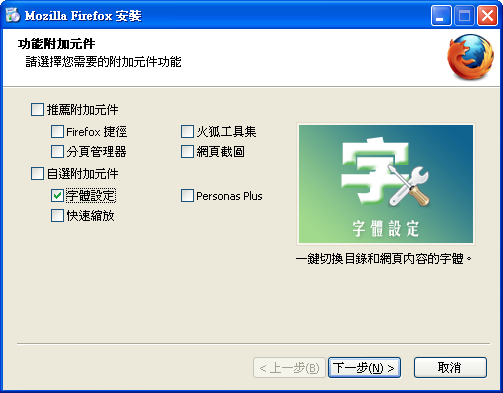 Mozilla Firefox 安裝
功能附加元件
請選擇您需要的附加元件功能
推薦附加元件
Firefox 捷徑
火狐工具集
分頁管理器
網頁截圖
自選附加元件
字體設定
Personas Plus
快速縮放
字
字體設定
一鍵切換目錄和網頁內容的字體。
< 上一步(B)
下一步(N) >
取消